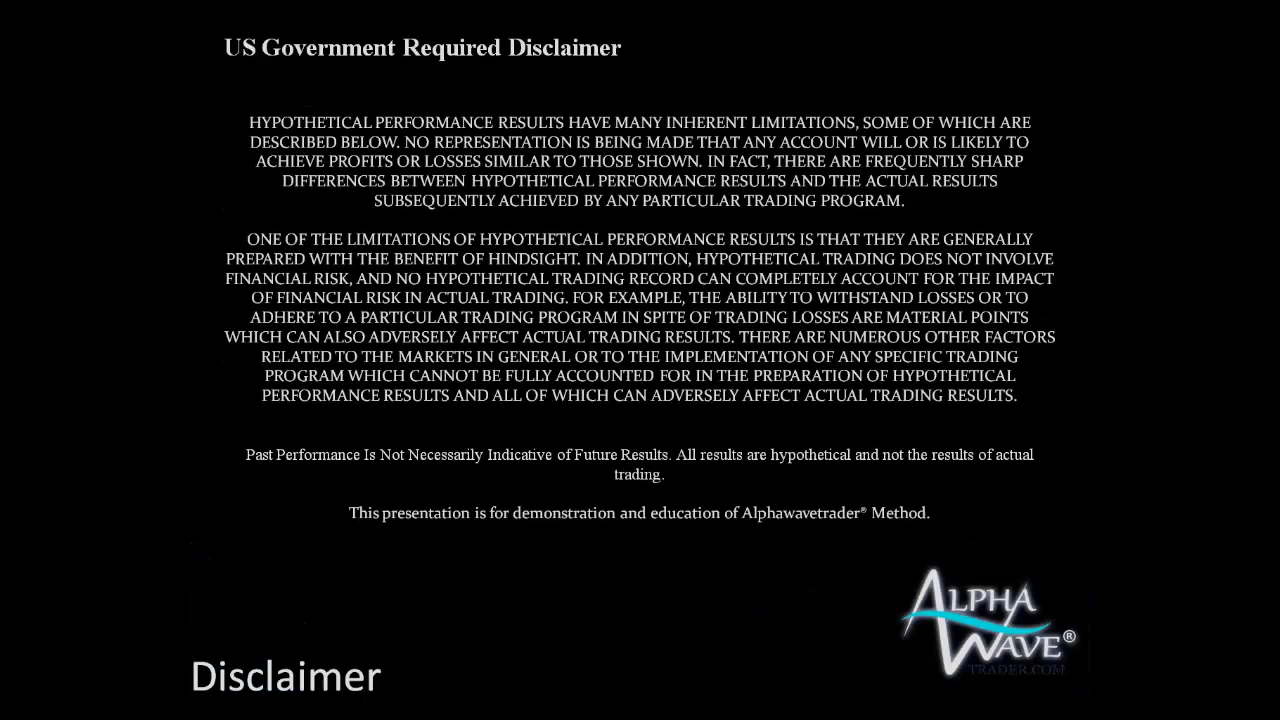 US Government Required Disclaimer
HYPOTHETICAL PERFORMANCE RESULTS HAVE MANY INHERENT LIMITATIONS, SOME OF WHICH ARE
DESCRIBED BELOW. NO REPRESENTATION IS BEING MADE THAT ANY ACCOUNT WILL OR IS LIKELY TO
ACHIEVE PROFITS OR LOSSES SIMILAR TO THOSE SHOWN. IN FACT, THERE ARE FREQUENTLY SHARP
DIFFERENCES BETWEEN HYPOTHETICAL PERFORMANCE RESULTS AND THE ACTUAL RESULTS
SUBSEQUENTLY ACHIEVED BY ANY PARTICULAR TRADING PROGRAM.
ONE OF THE LIMITATIONS OF HYPOTHETICAL PERFORMANCE RESULTS IS THAT THEY ARE GENERALLY
PREPARED WITH THE BENEFIT OF HINDSIGHT. IN ADDITION, HYPOTHETICAL TRADING DOES NOT INVOLVE
FINANCIAL RISK, AND NO HYPOTHETICAL TRADING RECORD CAN COMPLETELY ACCOUNT FOR THE IMPACT
OF FINANCIAL RISK IN ACTUAL TRADING. FOR EXAMPLE, THE ABILITY TO WITHSTAND LOSSES OR TO
ADHERE TO A PARTICULAR TRADING PROGRAM IN SPITE OF TRADING LOSSES ARE MATERIAL POINTS
WHICH CAN ALSO ADVERSELY AFFECT ACTUAL TRADING RESULTS. THERE ARE NUMEROUS OTHER FACTORS
RELATED TO THE MARKETS IN GENERAL OR TO THE IMPLEMENTATION OF ANY SPECIFIC TRADING
PROGRAM WHICH CANNOT BE FULLY ACCOUNTED FOR IN THE PREPARATION OF HYPOTHETICAL
PERFORMANCE RESULTS AND ALL OF WHICH CAN ADVERSELY AFFECT ACTUAL TRADING RESULTS.
Past Performance Is Not Necessarily Indicative of Future Results. All results are hypothetical and not the results of actual
trading.
This presentation is for demonstration and education of Alphawavetrader® Method.
ALPHA
WAVE®
TRADER.COM
Disclaimer